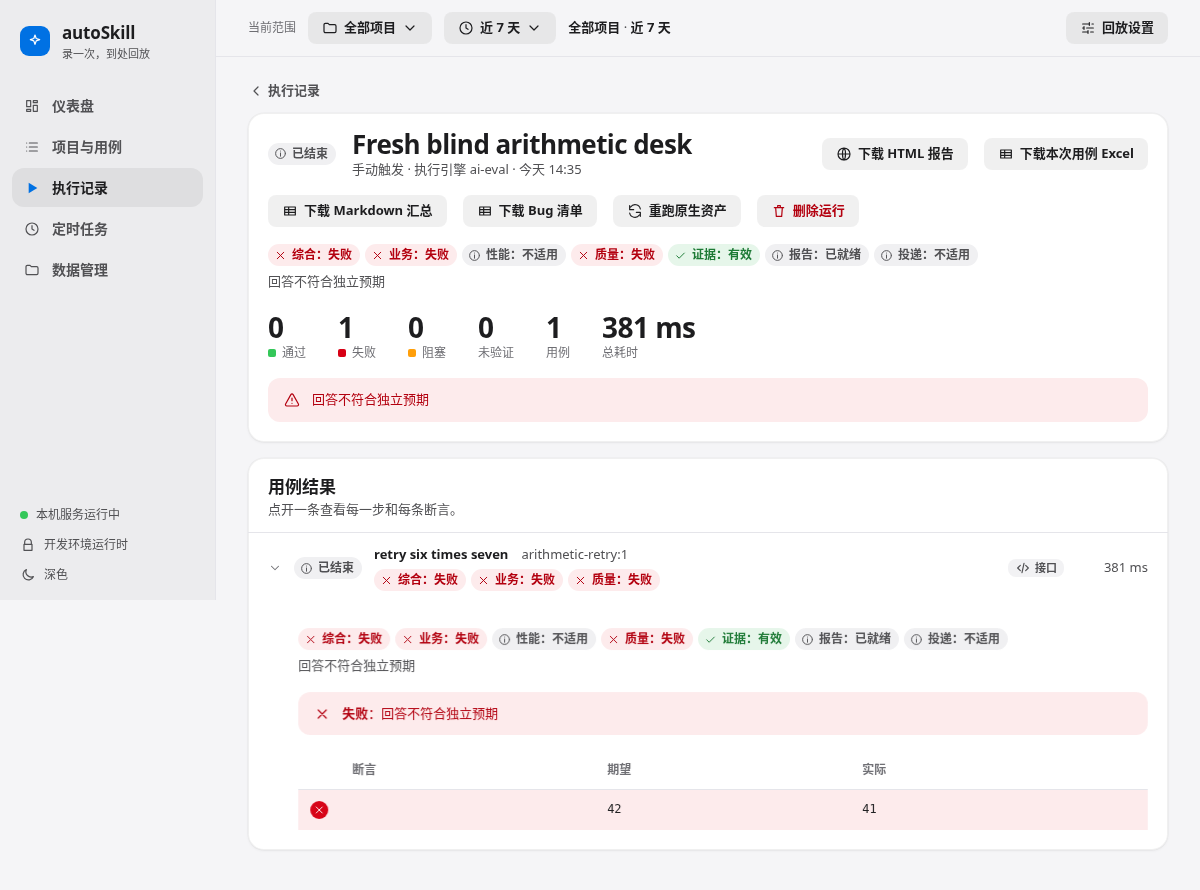 autoSkill
录一次，到处回放
仪表盘
项目与用例
执行记录
定时任务
数据管理
本机服务运行中
开发环境运行时
深色
当前范围
全部项目
近 7 天
全部项目 · 近 7 天
回放设置
执行记录
已结束
Fresh blind arithmetic desk
手动触发 · 执行引擎 ai-eval · 今天 14:35
下载 HTML 报告
下载本次用例 Excel
下载 Markdown 汇总
下载 Bug 清单
重跑原生资产
删除运行
综合：失败 业务：失败 性能：不适用 质量：失败 证据：有效 报告：已就绪 投递：不适用
回答不符合独立预期
0 1 0 0 1 381 ms
通过 失败 阻塞 未验证 用例 总耗时
回答不符合独立预期
用例结果
点开一条查看每一步和每条断言。
已结束
retry six times seven arithmetic-retry:1
综合：失败 业务：失败 质量：失败
接口
381 ms
综合：失败 业务：失败 性能：不适用 质量：失败 证据：有效 报告：已就绪 投递：不适用
回答不符合独立预期
失败：回答不符合独立预期
断言 期望 实际
42 41